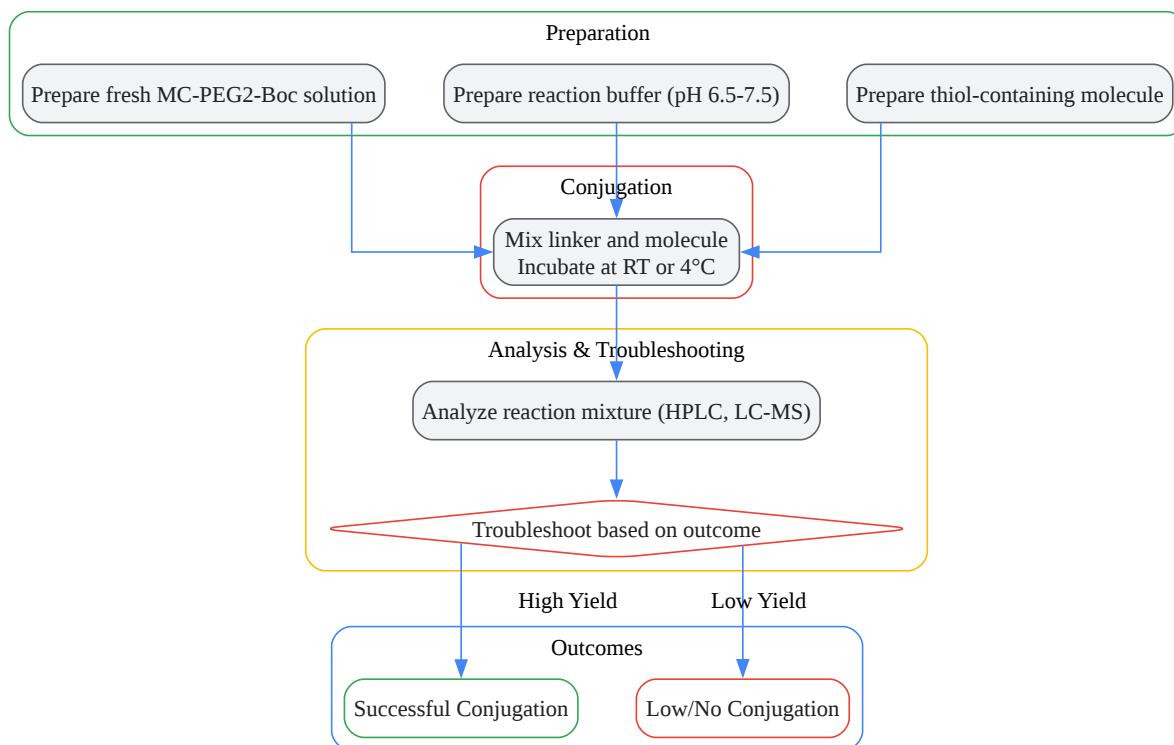 Preparation
Prepare fresh MC-PEG2-Boc solution
Prepare reaction buffer (pH 6.5-7.5)
Prepare thiol-containing molecule
Conjugation
Mix linker and molecule
Incubate at RT or 4°C
Analysis & Troubleshooting
Analyze reaction mixture (HPLC, LC-MS)
Troubleshoot based on outcome
High Yield
Low Yield
Outcomes
Successful Conjugation
Low/No Conjugation